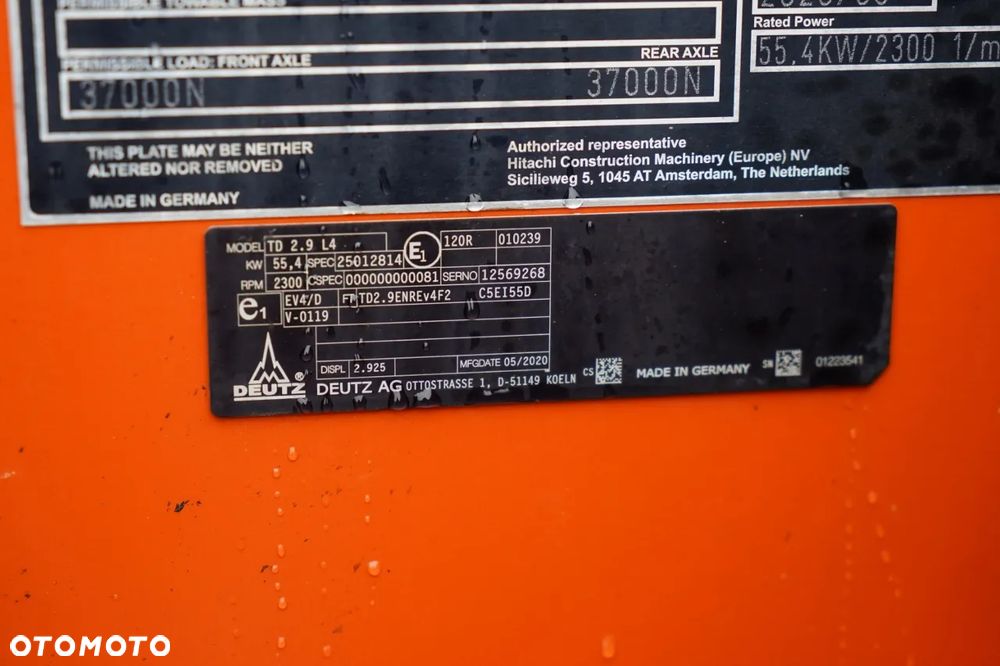 PERMISSIBLE TOWABLE MASS
Rated Power
55,4KW/2300 1/m
PERMISSIBLE LOAD: FRONT AXLE REAR AXLE
37000N 37000N
THIS PLATE MAY BE NEITHER
ALTERED NOR REMOVED
MADE IN GERMANY
Authorized representative
Hitachi Construction Machinery (Europe) NV
Sicilieweg 5, 1045 AT Amsterdam, The Netherlands
MODEL TD 2.9 L4 E1 120R 010239
KW 55,4 SPEC 25012814
RPM 2300 CSPEC 000000000081 SERNO 12569268
e1 EV4/D FT TD2.9ENREv4F2 C5EI55D
V-0119
DISPL 2.925 MFGDATE 05/2020
DEUTZ® DEUTZ AG OTTOSTRASSE 1, D-51149 KOELN CS MADE IN GERMANY SN 01223541
OTOMOTO